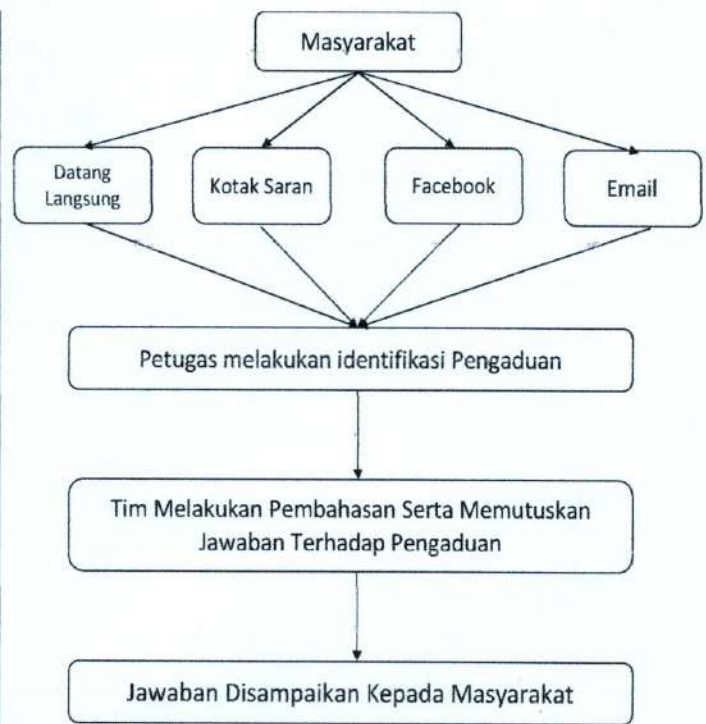 Masyarakat
Datang
Langsung
Kotak Saran
Facebook
Email
Petugas melakukan identifikasi Pengaduan
Tim Melakukan Pembahasan Serta Memutuskan
Jawaban Terhadap Pengaduan
Jawaban Disampaikan Kepada Masyarakat